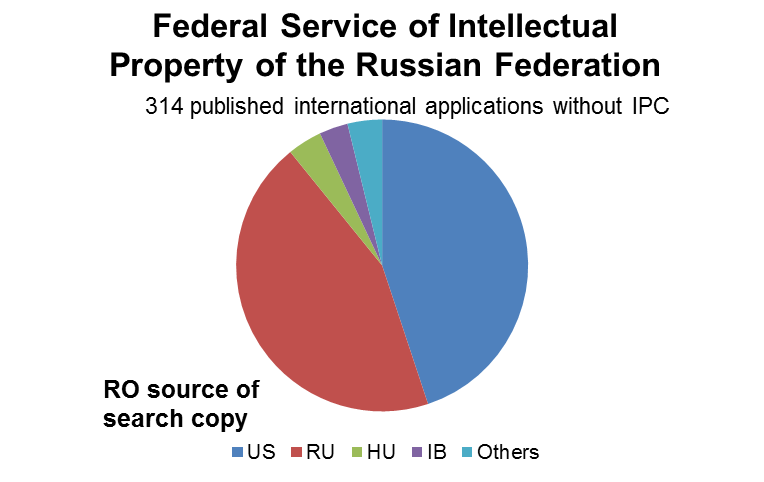 Federal Service of Intellectual
Property of the Russian Federation
314 published international applications without IPC
RO source of
search copy
US RU HU IB Others